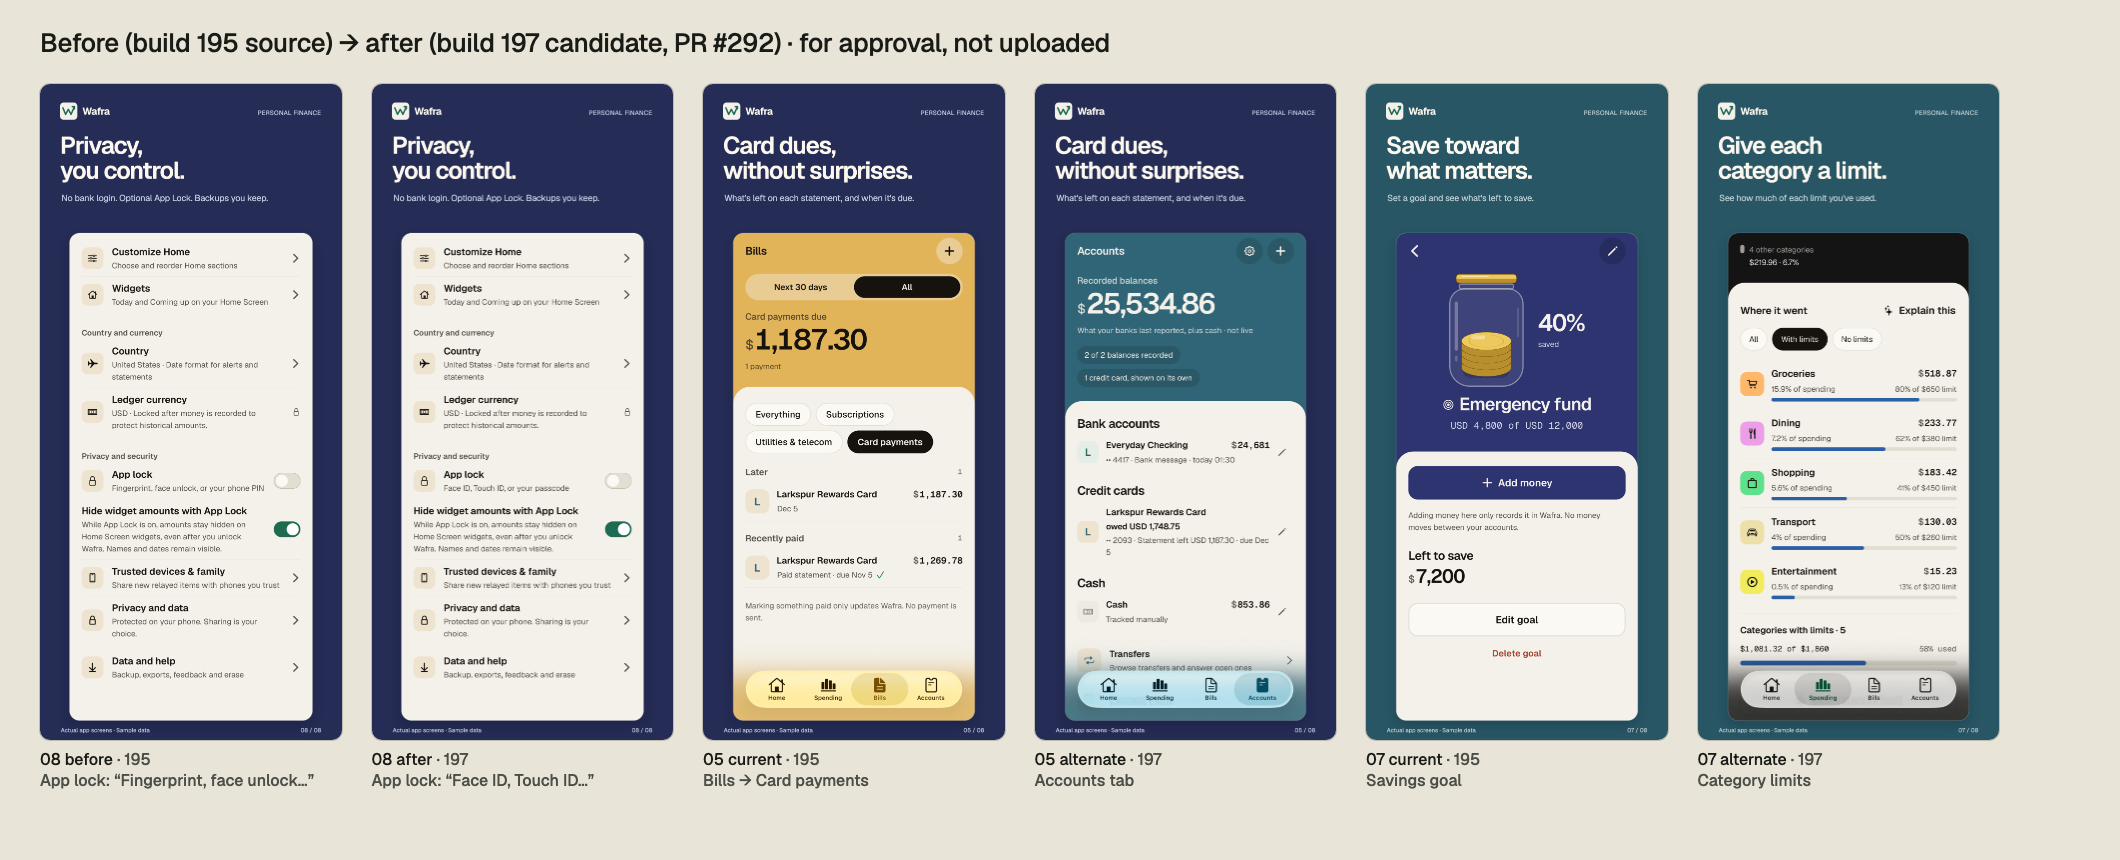 Before (build 195 source) → after (build 197 candidate, PR #292) · for approval, not uploaded
Wafra
PERSONAL FINANCE
Privacy,
you control.
No bank login. Optional App Lock. Backups you keep.
Customize Home
Choose and reorder Home sections
Widgets
Today and Coming up on your Home Screen
Country and currency
Country
United States · Date format for alerts and
statements
Ledger currency
USD · Locked after money is recorded to
protect historical amounts.
Privacy and security
App lock
Fingerprint, face unlock, or your phone PIN
Hide widget amounts with App Lock
While App Lock is on, amounts stay hidden on
Home Screen widgets, even after you unlock
Wafra. Names and dates remain visible.
Trusted devices & family
Share new relayed items with phones you trust
Privacy and data
Protected on your phone. Sharing is your
choice.
Data and help
Backup, exports, feedback and erase
Actual app screens · Sample data
08 / 08
08 before · 195
App lock: “Fingerprint, face unlock...”
Wafra
PERSONAL FINANCE
Privacy,
you control.
No bank login. Optional App Lock. Backups you keep.
Customize Home
Choose and reorder Home sections
Widgets
Today and Coming up on your Home Screen
Country and currency
Country
United States · Date format for alerts and
statements
Ledger currency
USD · Locked after money is recorded to
protect historical amounts.
Privacy and security
App lock
Face ID, Touch ID, or your passcode
Hide widget amounts with App Lock
While App Lock is on, amounts stay hidden on
Home Screen widgets, even after you unlock
Wafra. Names and dates remain visible.
Trusted devices & family
Share new relayed items with phones you trust
Privacy and data
Protected on your phone. Sharing is your
choice.
Data and help
Backup, exports, feedback and erase
Actual app screens · Sample data
08 / 08
08 after · 197
App lock: “Face ID, Touch ID...”
Wafra
PERSONAL FINANCE
Card dues,
without surprises.
What's left on each statement, and when it's due.
Bills
Next 30 days
All
Card payments due
$1,187.30
1 payment
Everything
Subscriptions
Utilities & telecom
Card payments
Later 1
L
Larkspur Rewards Card $1,187.30
Dec 5
Recently paid 1
L
Larkspur Rewards Card $1,269.78
Paid statement · due Nov 5 ✓
Marking something paid only updates Wafra. No payment is
sent.
Home
Spending
Bills
Accounts
Actual app screens · Sample data
05 / 08
05 current · 195
Bills → Card payments
Wafra
PERSONAL FINANCE
Card dues,
without surprises.
What's left on each statement, and when it's due.
Accounts
Recorded balances
$25,534.86
What your banks last reported, plus cash · not live
2 of 2 balances recorded
1 credit card, shown on its own
Bank accounts
L
Everyday Checking $24,681
•• 4417 · Bank message · today 01:30
Credit cards
Larkspur Rewards Card
owed USD 1,748.75
L
•• 2093 · Statement left USD 1,187.30 · due Dec
5
Cash
Cash $853.86
Tracked manually
Transfers
Browse transfers and answer open ones
Home
Spending
Bills
Accounts
Actual app screens · Sample data
05 / 08
05 alternate · 197
Accounts tab
Wafra
PERSONAL FINANCE
Save toward
what matters.
Set a goal and see what's left to save.
40%
saved
Emergency fund
USD 4,800 of USD 12,000
+ Add money
Adding money here only records it in Wafra. No money
moves between your accounts.
Left to save
$7,200
Edit goal
Delete goal
Actual app screens · Sample data
07 / 08
07 current · 195
Savings goal
Wafra
PERSONAL FINANCE
Give each
category a limit.
See how much of each limit you've used.
4 other categories
$219.96 · 6.7%
Where it went
Explain this
All
With limits
No limits
Groceries $518.87
15.9% of spending 80% of $650 limit
Dining $233.77
7.2% of spending 62% of $380 limit
Shopping $183.42
5.6% of spending 41% of $450 limit
Transport $130.03
4% of spending 50% of $260 limit
Entertainment $15.23
0.5% of spending 13% of $120 limit
Categories with limits · 5
$1,081.32 of $1,860 58% used
Home
Spending
Bills
Accounts
Actual app screens · Sample data
07 / 08
07 alternate · 197
Category limits